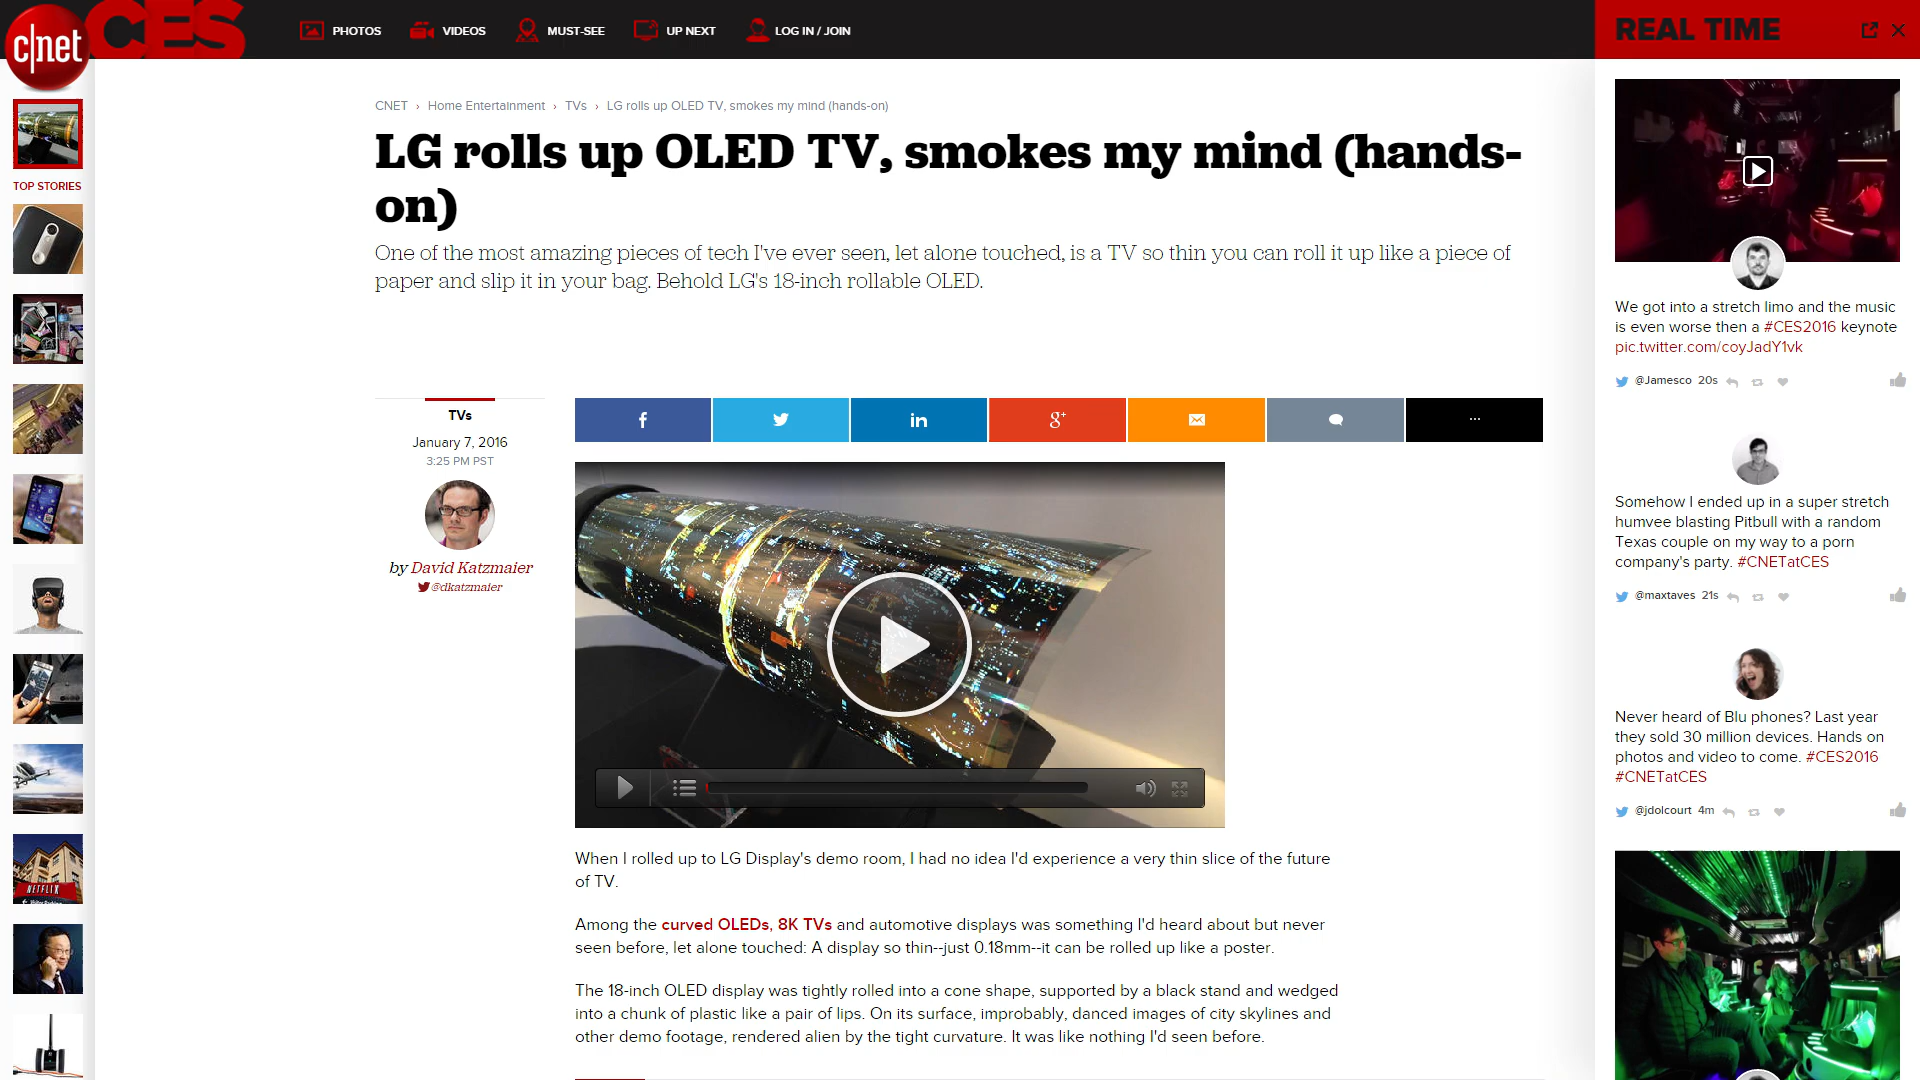 c|net
CES
PHOTOS
VIDEOS
MUST-SEE
UP NEXT
LOG IN / JOIN
REAL TIME
TOP STORIES
NETFLIX
CNET › Home Entertainment › TVs › LG rolls up OLED TV, smokes my mind (hands-on)
LG rolls up OLED TV, smokes my mind (hands-
on)
One of the most amazing pieces of tech I've ever seen, let alone touched, is a TV so thin you can roll it up like a piece of
paper and slip it in your bag. Behold LG's 18-inch rollable OLED.
TVs
January 7, 2016
3:25 PM PST
by David Katzmaier
@dkatzmaier
f
in
g+
...
When I rolled up to LG Display's demo room, I had no idea I'd experience a very thin slice of the future
of TV.
Among the curved OLEDs, 8K TVs and automotive displays was something I'd heard about but never
seen before, let alone touched: A display so thin--just 0.18mm--it can be rolled up like a poster.
The 18-inch OLED display was tightly rolled into a cone shape, supported by a black stand and wedged
into a chunk of plastic like a pair of lips. On its surface, improbably, danced images of city skylines and
other demo footage, rendered alien by the tight curvature. It was like nothing I'd seen before.
We got into a stretch limo and the music
is even worse then a #CES2016 keynote
pic.twitter.com/coyJadY1vk
@Jamesco 20s
Somehow I ended up in a super stretch
humvee blasting Pitbull with a random
Texas couple on my way to a porn
company's party. #CNETatCES
@maxtaves 21s
Never heard of Blu phones? Last year
they sold 30 million devices. Hands on
photos and video to come. #CES2016
#CNETatCES
@jdolcourt 4m